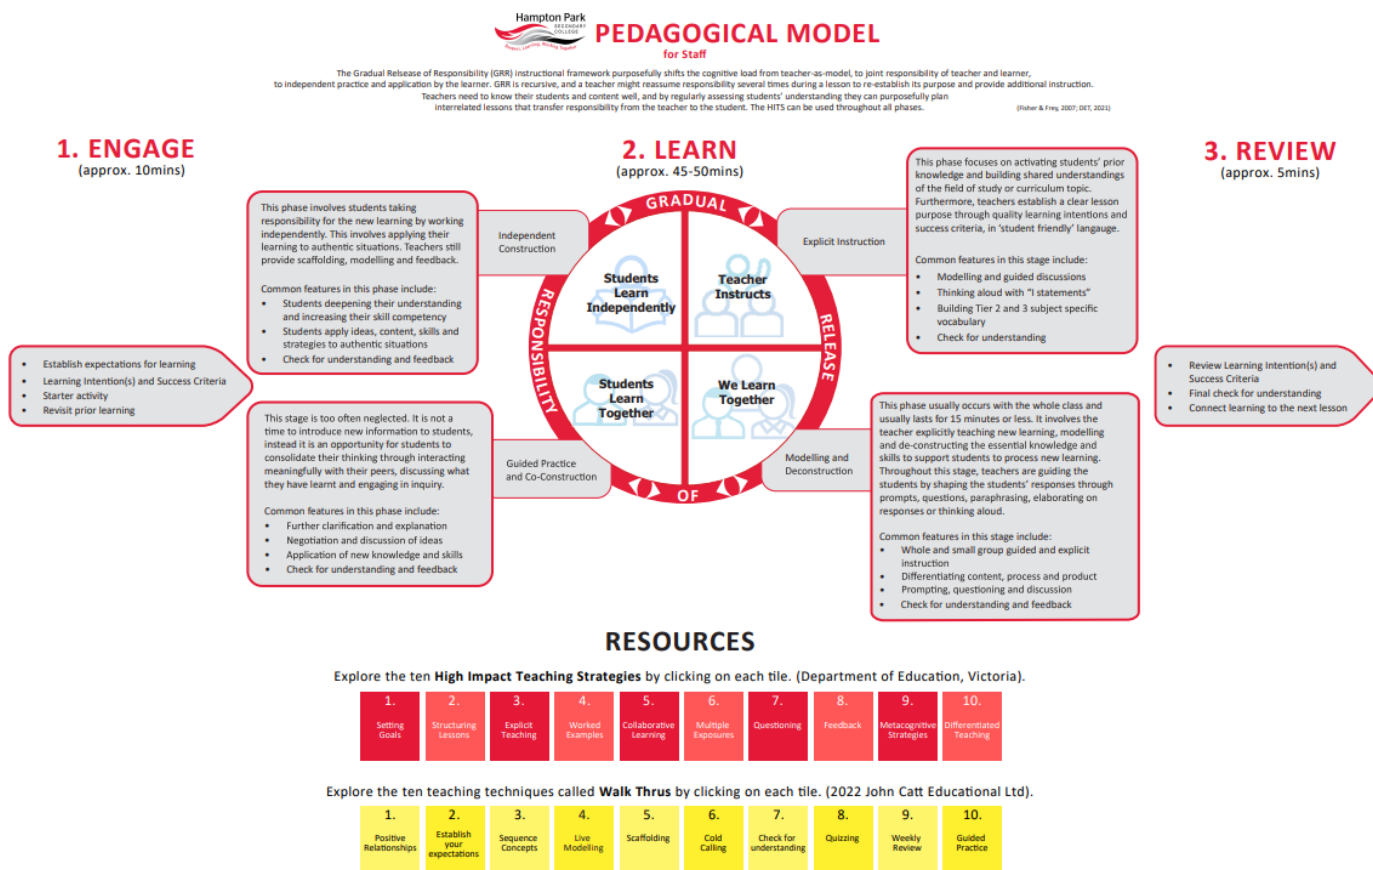 Hampton Park
SECONDARY
COLLEGE
Respect, Learning, Working Together
PEDAGOGICAL MODEL
for Staff
The Gradual Relsease of Responsibility (GRR) instructional framework purposefully shifts the cognitive load from teacher-as-model, to joint responsibility of teacher and learner,
to independent practice and application by the learner. GRR is recursive, and a teacher might reassume responsibility several times during a lesson to re-establish its purpose and provide additional instruction.
Teachers need to know their students and content well, and by regularly assessing students' understanding they can purposefully plan
interrelated lessons that transfer responsibility from the teacher to the student. The HITS can be used throughout all phases.
(Fisher & Frey, 2007; DET, 2021)
1. ENGAGE
(approx. 10mins)
• Establish expectations for learning
• Learning Intention(s) and Success Criteria
• Starter activity
• Revisit prior learning
2. LEARN
(approx. 45-50mins)
GRADUAL
RELEASE
OF
RESPONSIBILITY
This phase involves students taking
responsibility for the new learning by working
independently. This involves applying their
learning to authentic situations. Teachers still
provide scaffolding, modelling and feedback.
Common features in this phase include:
• Students deepening their understanding
and increasing their skill competency
• Students apply ideas, content, skills and
strategies to authentic situations
• Check for understanding and feedback
Independent
Construction
Students
Learn
Independently
Teacher
Instructs
Explicit Instruction
This phase focuses on activating students' prior
knowledge and building shared understandings
of the field of study or curriculum topic.
Furthermore, teachers establish a clear lesson
purpose through quality learning intentions and
success criteria, in 'student friendly' langauge.
Common features in this stage include:
• Modelling and guided discussions
• Thinking aloud with "I statements"
• Building Tier 2 and 3 subject specific
vocabulary
• Check for understanding
This stage is too often neglected. It is not a
time to introduce new information to students,
instead it is an opportunity for students to
consolidate their thinking through interacting
meaningfully with their peers, discussing what
they have learnt and engaging in inquiry.
Common features in this phase include:
• Further clarification and explanation
• Negotiation and discussion of ideas
• Application of new knowledge and skills
• Check for understanding and feedback
Guided Practice
and Co-Construction
Students
Learn
Together
We Learn
Together
Modelling and
Deconstruction
This phase usually occurs with the whole class and
usually lasts for 15 minutes or less. It involves the
teacher explicitly teaching new learning, modelling
and de-constructing the essential knowledge and
skills to support students to process new learning.
Throughout this stage, teachers are guiding the
students by shaping the students' responses through
prompts, questions, paraphrasing, elaborating on
responses or thinking aloud.
Common features in this stage include:
• Whole and small group guided and explicit
instruction
• Differentiating content, process and product
• Prompting, questioning and discussion
• Check for understanding and feedback
3. REVIEW
(approx. 5mins)
• Review Learning Intention(s) and
Success Criteria
• Final check for understanding
• Connect learning to the next lesson
RESOURCES
Explore the ten High Impact Teaching Strategies by clicking on each tile. (Department of Education, Victoria).
1.
Setting
Goals
2.
Structuring
Lessons
3.
Explicit
Teaching
4.
Worked
Examples
5.
Collaborative
Learning
6.
Multiple
Exposures
7.
Questioning
8.
Feedback
9.
Metacognitive
Strategies
10.
Differentiated
Teaching
Explore the ten teaching techniques called Walk Thrus by clicking on each tile. (2022 John Catt Educational Ltd).
1.
Positive
Relationships
2.
Establish
your
expectations
3.
Sequence
Concepts
4.
Live
Modelling
5.
Scaffolding
6.
Cold
Calling
7.
Check for
understanding
8.
Quizzing
9.
Weekly
Review
10.
Guided
Practice